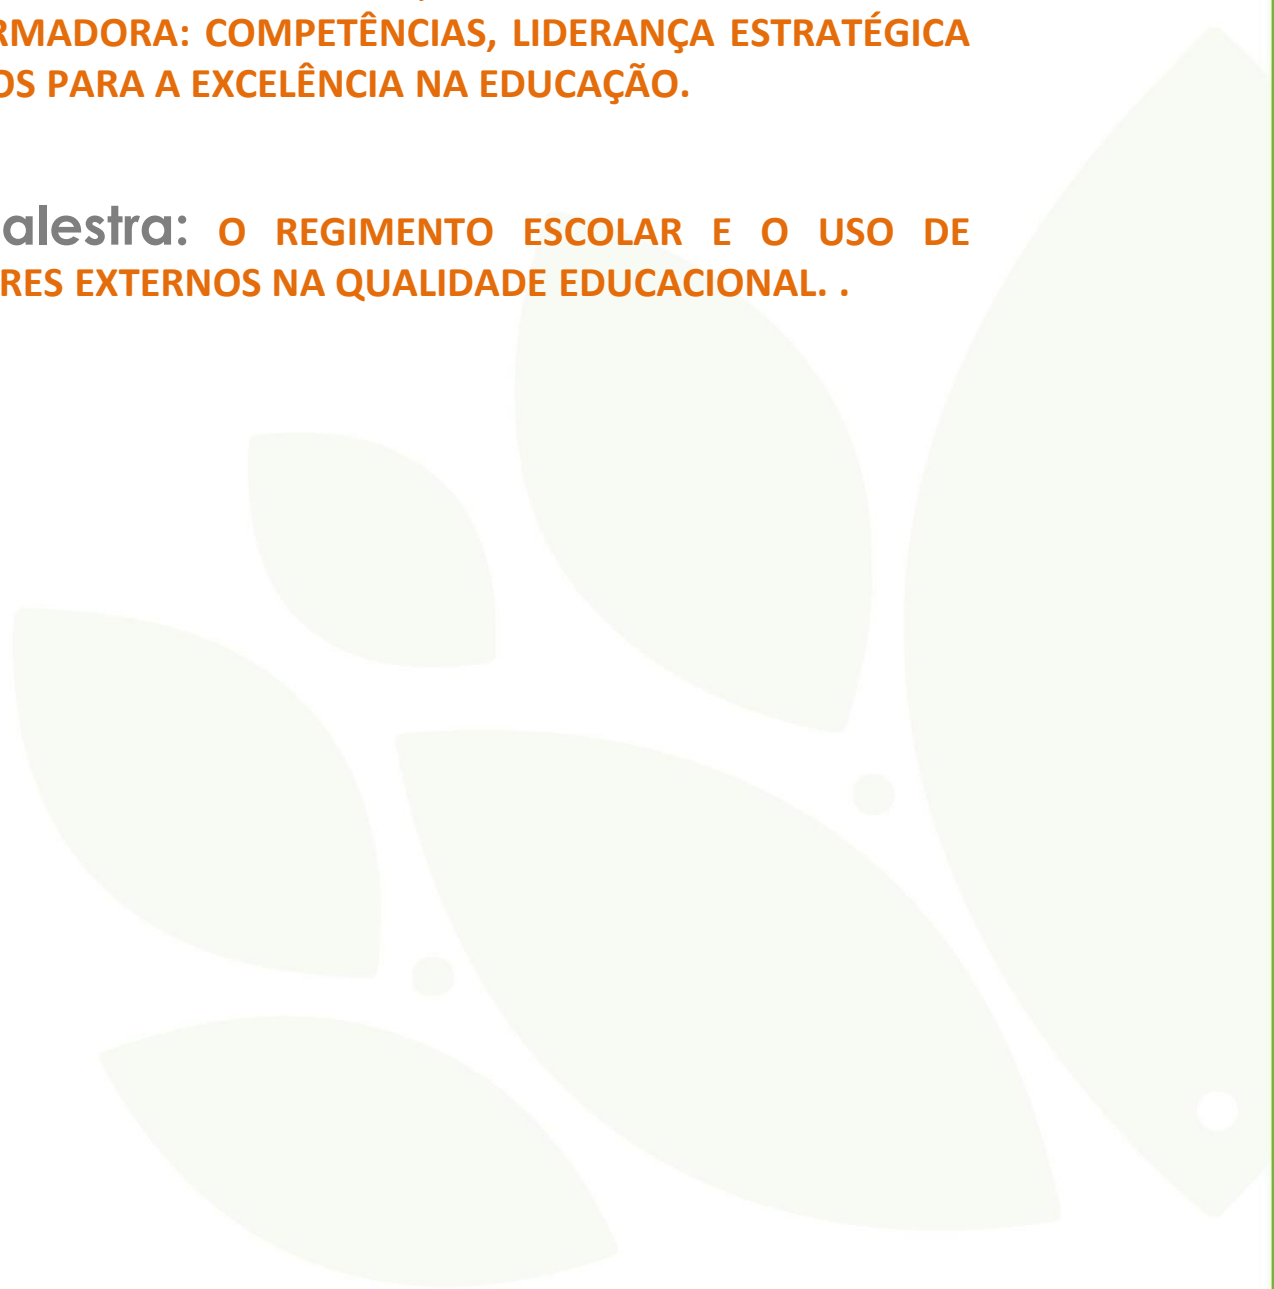 RMADORA: COMPETÊNCIAS, LIDERANÇA ESTRATÉGICA
OS PARA A EXCELÊNCIA NA EDUCAÇÃO.
alestra: O REGIMENTO ESCOLAR E O USO DE
RES EXTERNOS NA QUALIDADE EDUCACIONAL. .